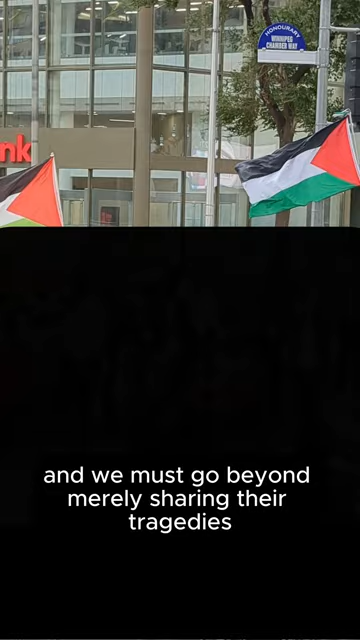 HONOURARY
WINNIPEG
CHAMBER WAY
nk
and we must go beyond
merely sharing their
tragedies